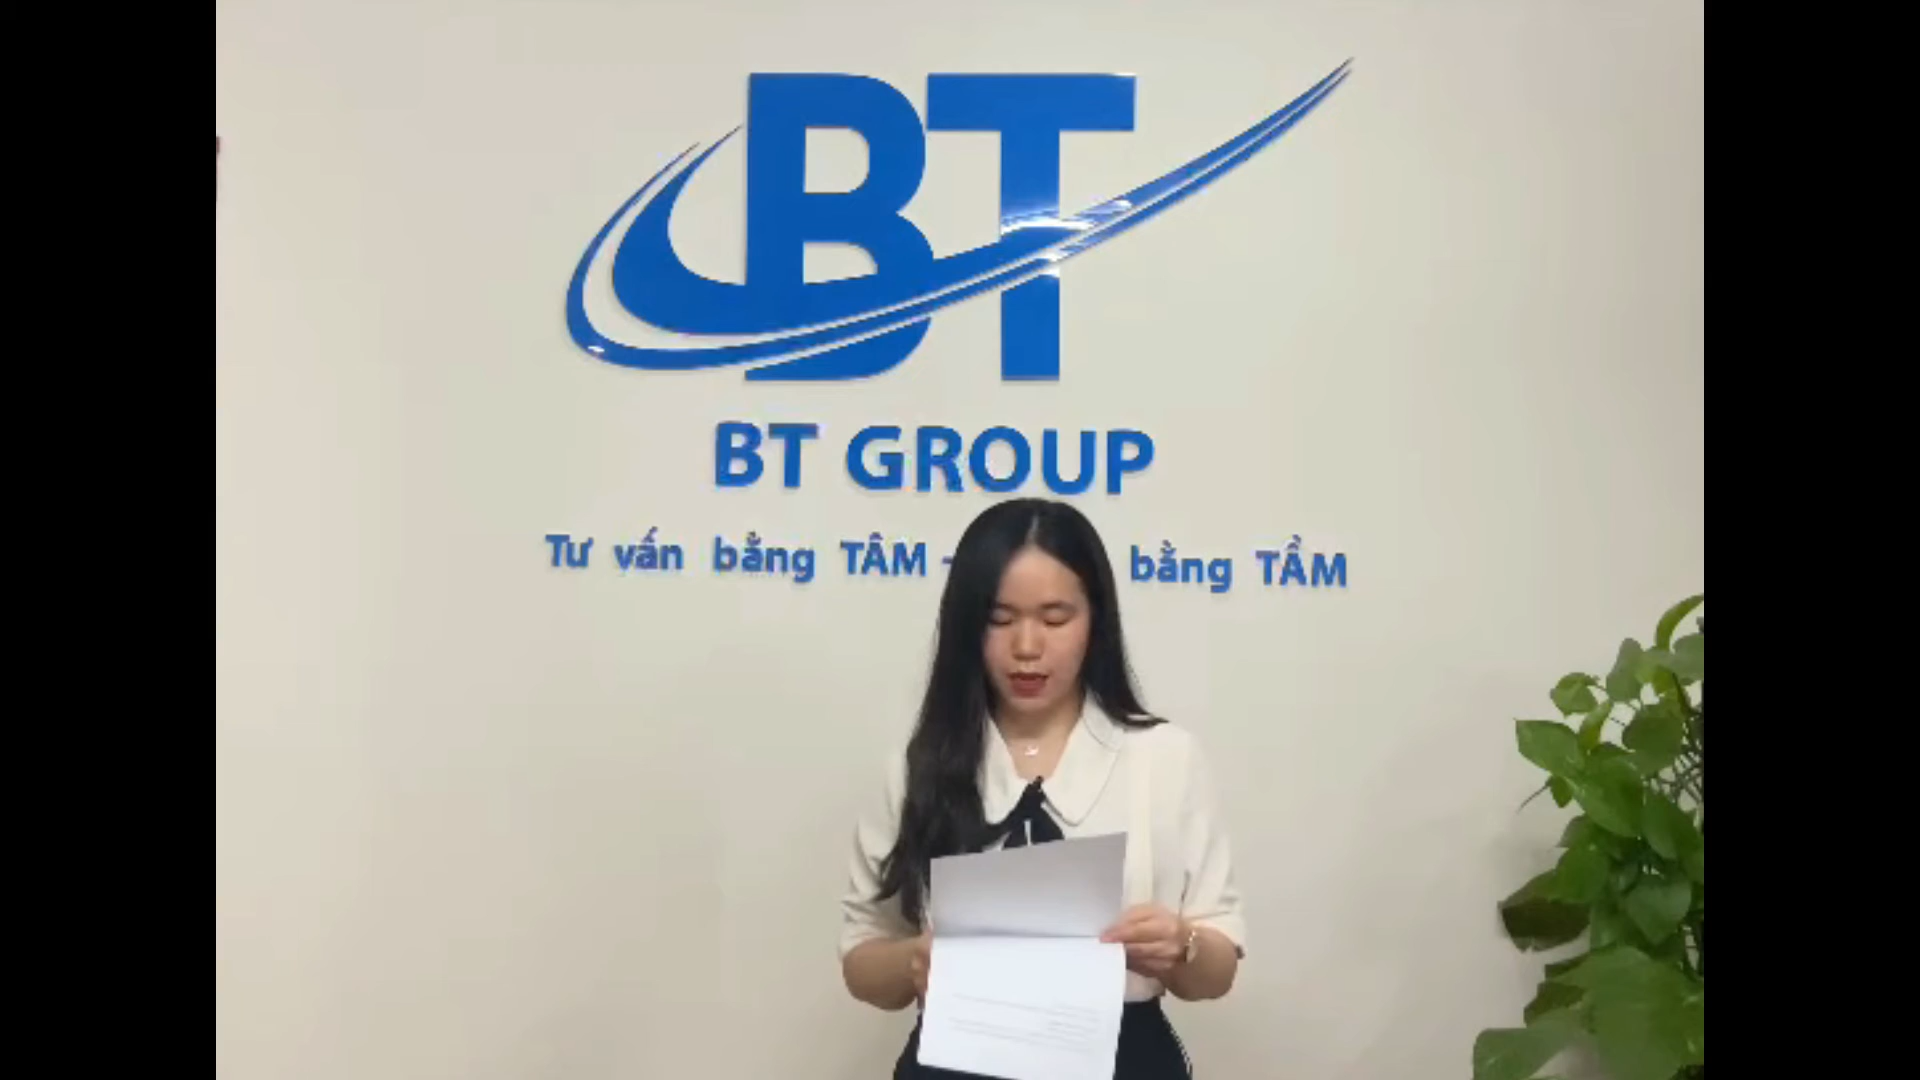 BT
BT GROUP
Tư vấn bằng TÂM - bằng TẦM